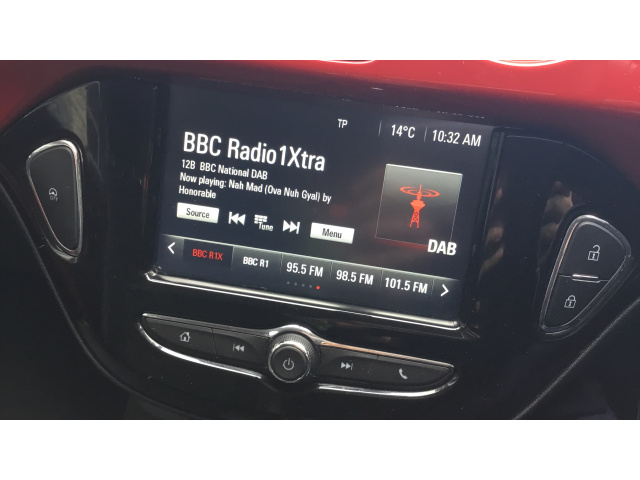 TP 14°C 10:32 AM
BBC Radio1Xtra
12B BBC National DAB
Now playing: Nah Mad (Ova Nuh Gyal) by
Honorable
Source Tune Menu
DAB
BBC R1X BBC R1 95.5 FM 98.5 FM 101.5 FM